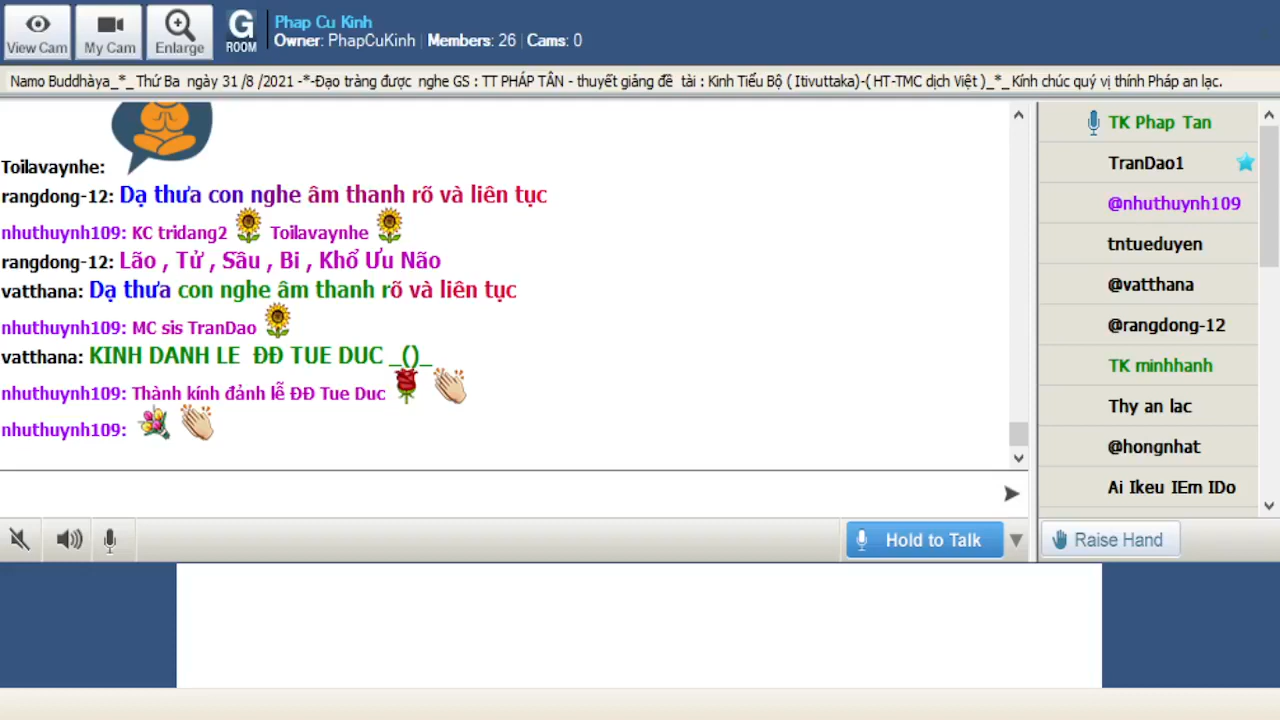 View Cam
My Cam
Enlarge
G
ROOM
Phap Cu Kinh
Owner: PhapCuKinh | Members: 26 | Cams: 0
Namo Buddhàya_*_ Thứ Ba ngày 31 /8 /2021 -*-Đạo tràng được nghe GS : TT PHÁP TÂN - thuyết giảng đề tài : Kinh Tiểu Bộ ( Itivuttaka)-( HT-TMC dịch Việt )_*_ Kính chúc quý vị thính Pháp an lạc.
Toilavaynhe:
rangdong-12: Dạ thưa con nghe âm thanh rõ và liên tục
nhuthuynh109: KC tridang2 Toilavaynhe
rangdong-12: Lão , Tử , Sầu , Bi , Khổ Ưu Não
vatthana: Dạ thưa con nghe âm thanh rõ và liên tục
nhuthuynh109: MC sis TranDao
vatthana: KINH DANH LE ĐĐ TUE DUC _()_
nhuthuynh109: Thành kính đảnh lễ ĐĐ Tue Duc
nhuthuynh109:
TK Phap Tan
TranDao1
@nhuthuynh109
tntueduyen
@vatthana
@rangdong-12
TK minhhanh
Thy an lac
@hongnhat
Ai Ikeu IEm IDo
Hold to Talk
Raise Hand